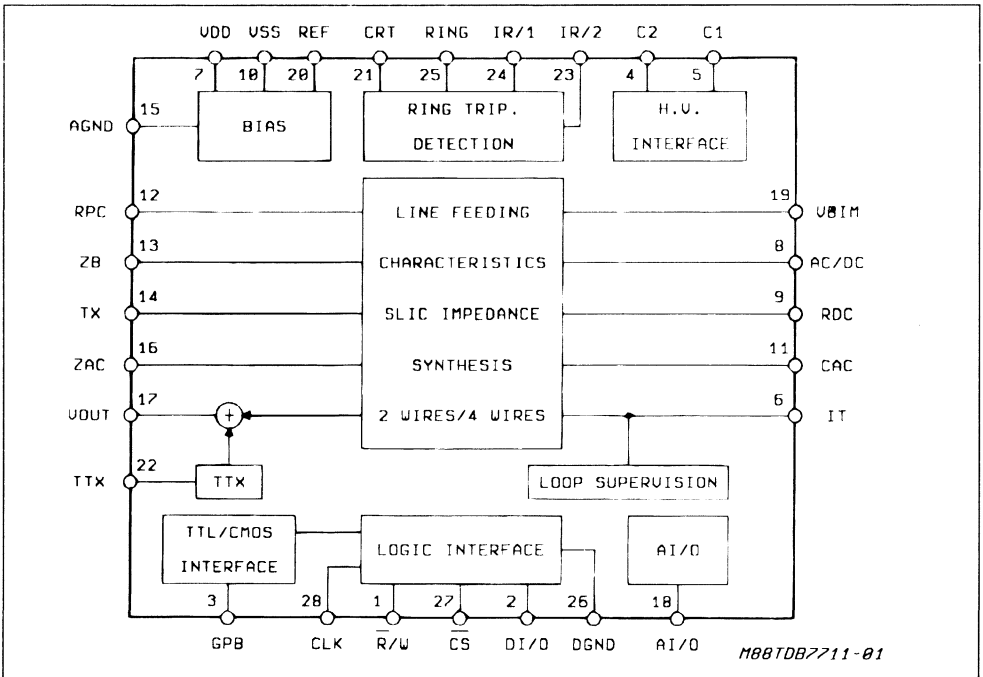 VDD VSS REF CRT RING IR/1 IR/2 C2 C1
7 10 20 21 25 24 23 4 5
15
AGND
BIAS
RING TRIP.
DETECTION
H.V.
INTERFACE
12
RPC
LINE FEEDING
19
13
ZB
CHARACTERISTICS
8
AC/DC
14
TX
SLIC IMPEDANCE
9
RDC
16
ZAC
SYNTHESIS
11
CAC
17
VOUT
+
2 WIRES/4 WIRES
6
IT
22
TTX
TTX
LOOP SUPERVISION
TTL/CMOS
INTERFACE
LOGIC INTERFACE
AI/O
3 28 1 27 2 26 18
GPB CLK R̅/W C̅S̅ DI/O DGND AI/O
M88TDB7711-01